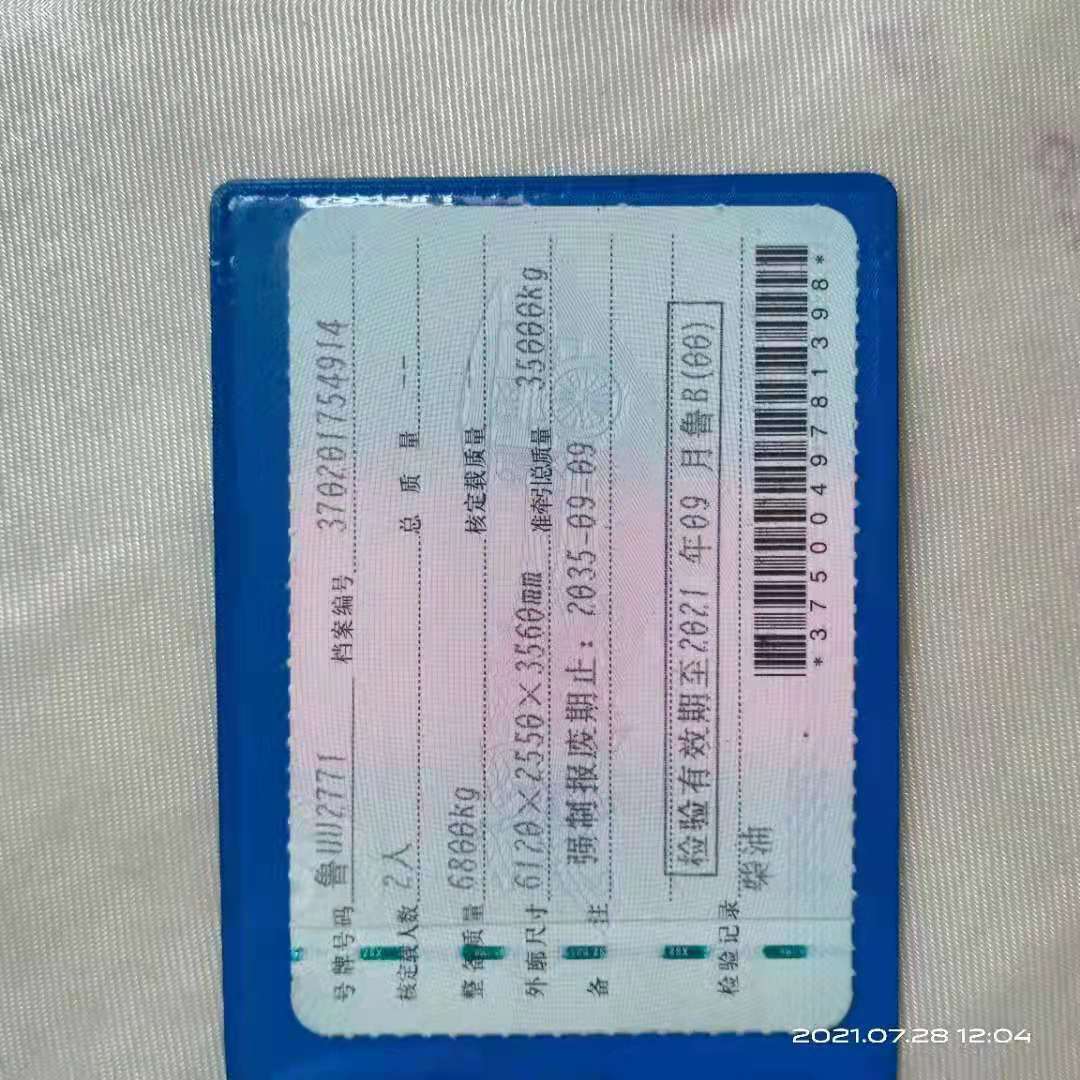 号牌号码 鲁UU2771 档案编号 370201754914
核定载人数 2人 总质量 --
整备质量 6800kg 核定载质量
外廓尺寸 6120×2550×3560mm 准牵引总质量 35000kg
备注 强制报废期止：2035-09-09
检验有效期至2021年09月鲁B(00)
检验记录
柴油
*3750049781398*
2021.07.28 12:04